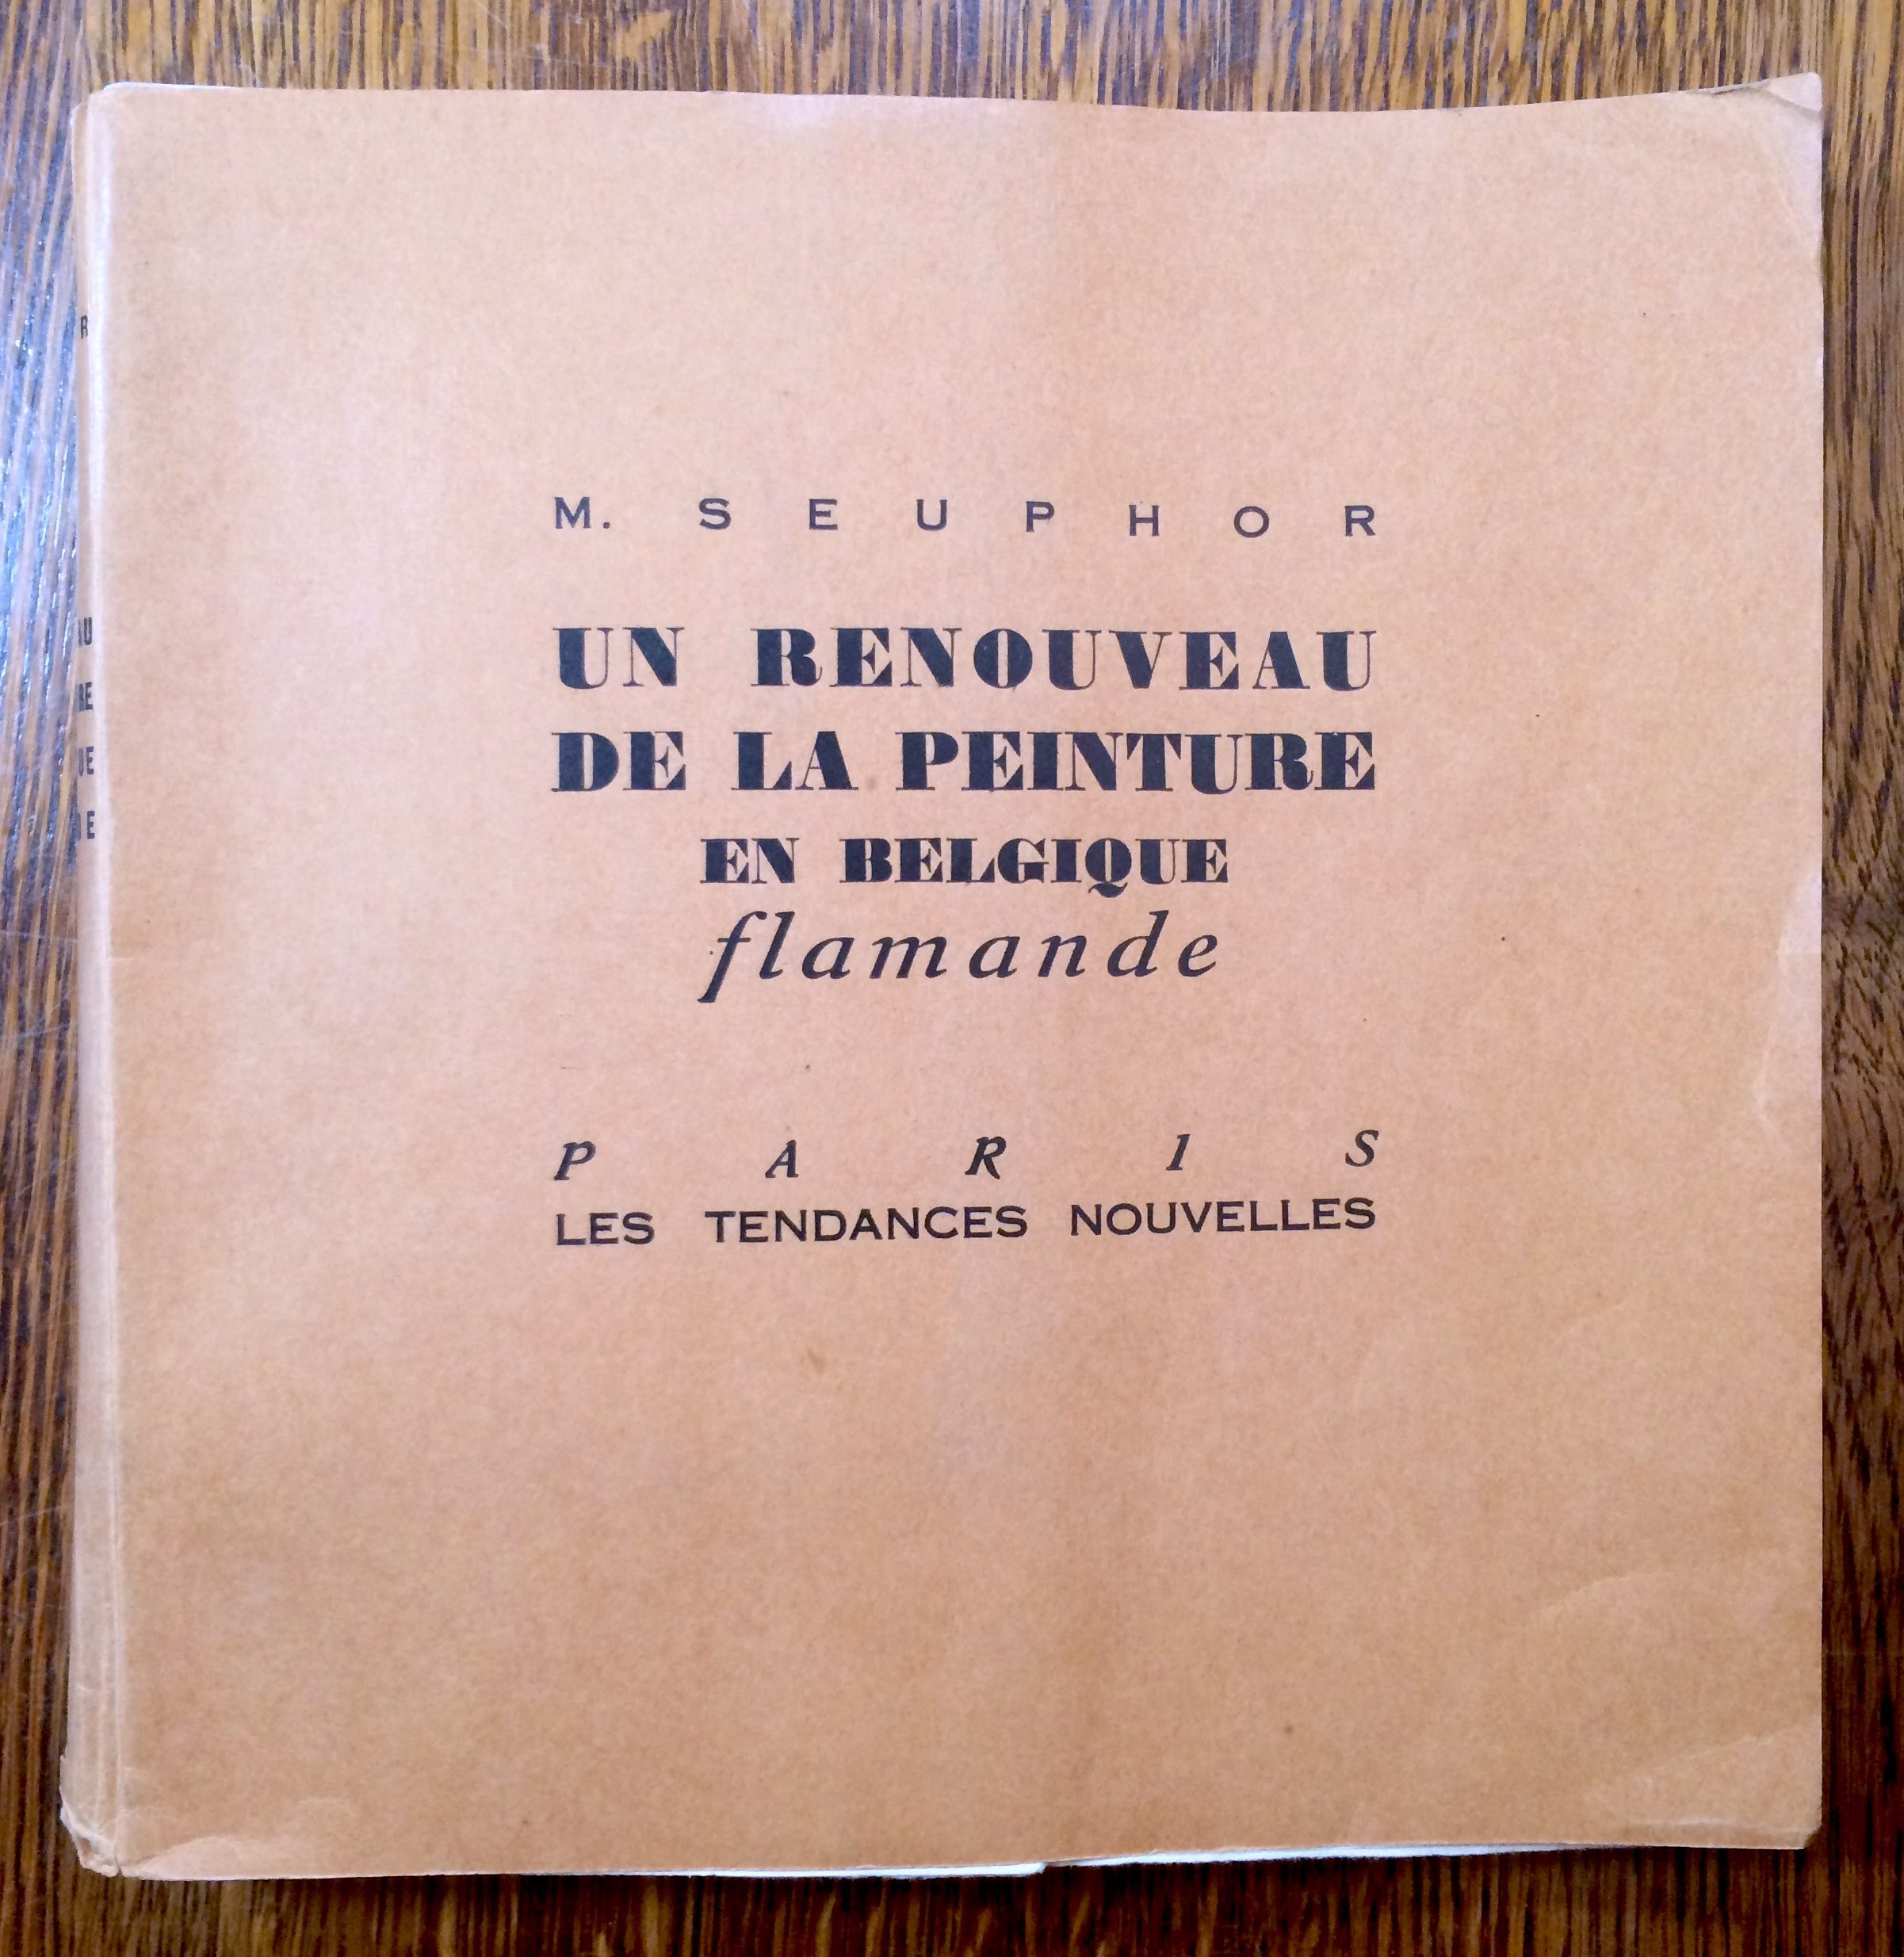 M. SEUPHOR
UN RENOUVEAU
DE LA PEINTURE
EN BELGIQUE
flamande
PARIS
LES TENDANCES NOUVELLES